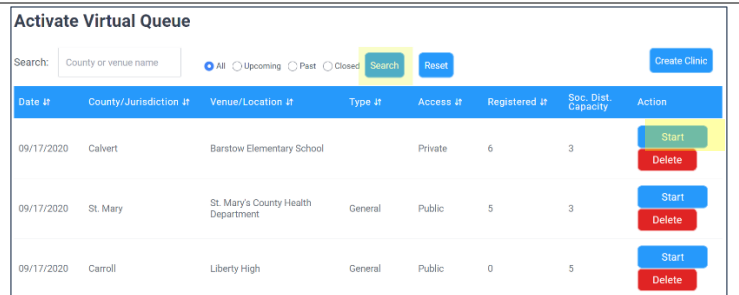 Activate Virtual Queue
Search: County or venue name All Upcoming Past Closed Search Reset Create Clinic
Date County/Jurisdiction Venue/Location Type Access Registered Soc. Dist. Capacity Action
09/17/2020 Calvert Barstow Elementary School Private 6 3 Start
Delete
09/17/2020 St. Mary St. Mary's County Health Department General Public 5 3 Start
Delete
09/17/2020 Carroll Liberty High General Public 0 5 Start
Delete